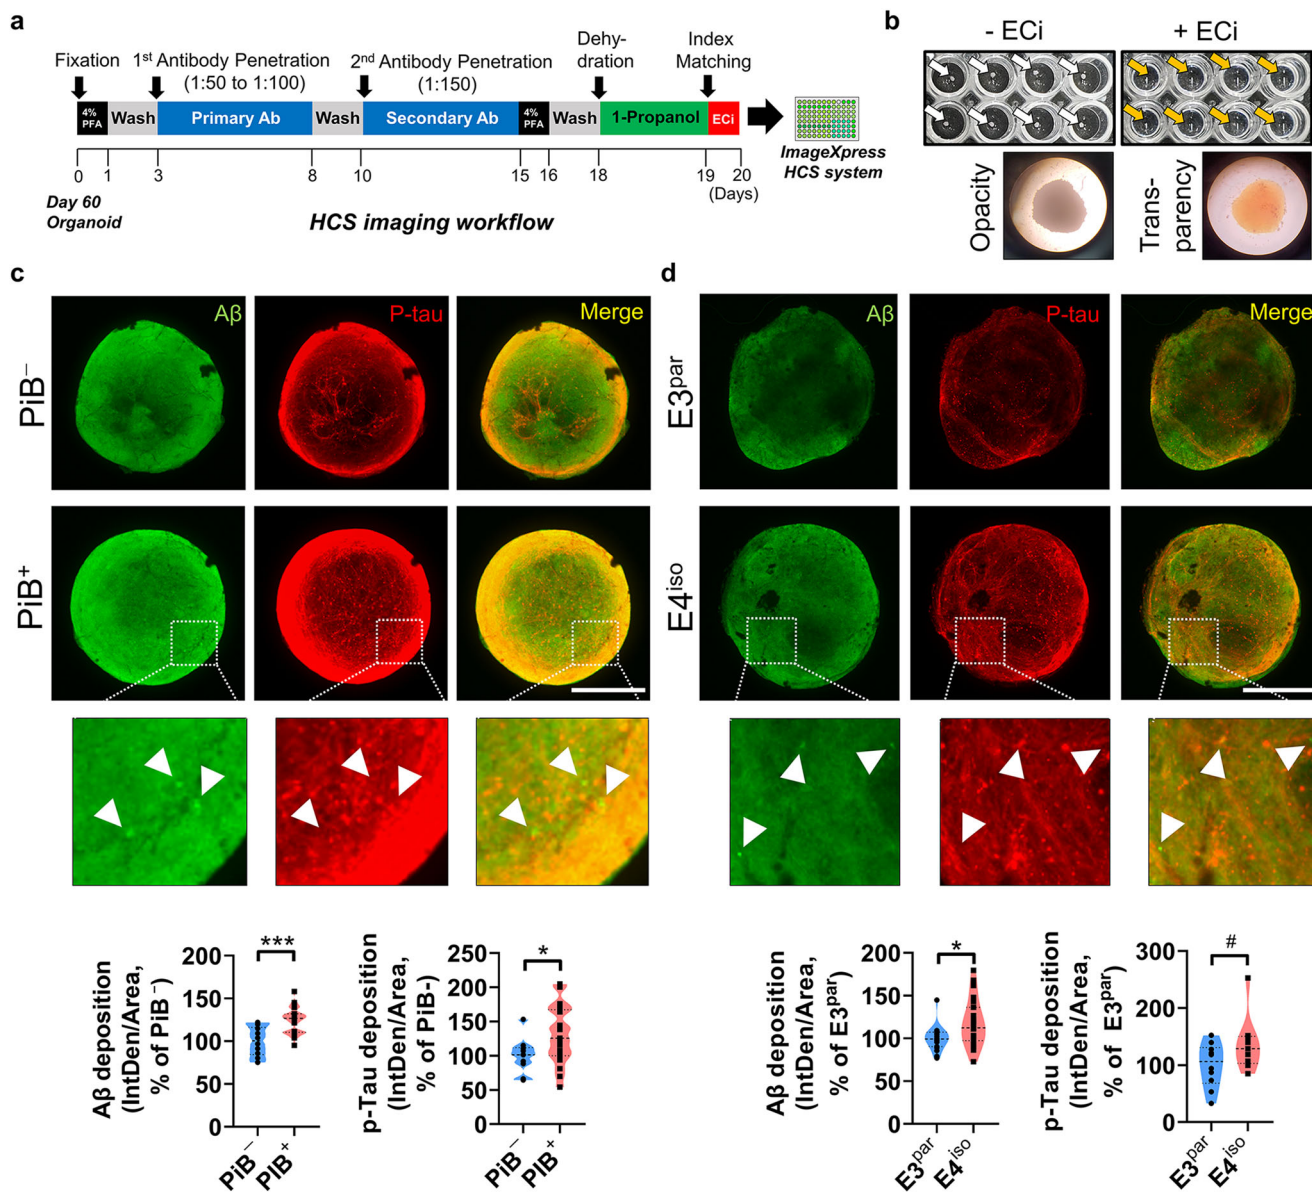 a
Fixation
1st Antibody Penetration
(1:50 to 1:100)
2nd Antibody Penetration
(1:150)
Dehy-
dration
Index
Matching
4%
PFA
Wash
Primary Ab
Wash
Secondary Ab
4%
PFA
Wash
1-Propanol
ECi
0
1
3
8
10
15
16
18
19
20
(Days)
Day 60
Organoid
HCS imaging workflow
ImageXpress
HCS system
b
- ECi
+ ECi
Opacity
Trans-
parency
c
PiB−
Aβ
P-tau
Merge
PiB+
d
E3par
Aβ
P-tau
Merge
E4iso
Aβ deposition
(IntDen/Area,
% of PiB−)
200
150
100
50
0
***
PiB−
PIB+
p-Tau deposition
(IntDen/Area,
% of PiB-)
250
200
150
100
50
0
*
PiB−
PIB+
Aβ deposition
(IntDen/Area,
% of E3par)
200
150
100
50
0
*
E3par
E4iso
p-Tau deposition
(IntDen/Area,
% of E3par)
300
200
100
0
#
E3par
E4iso